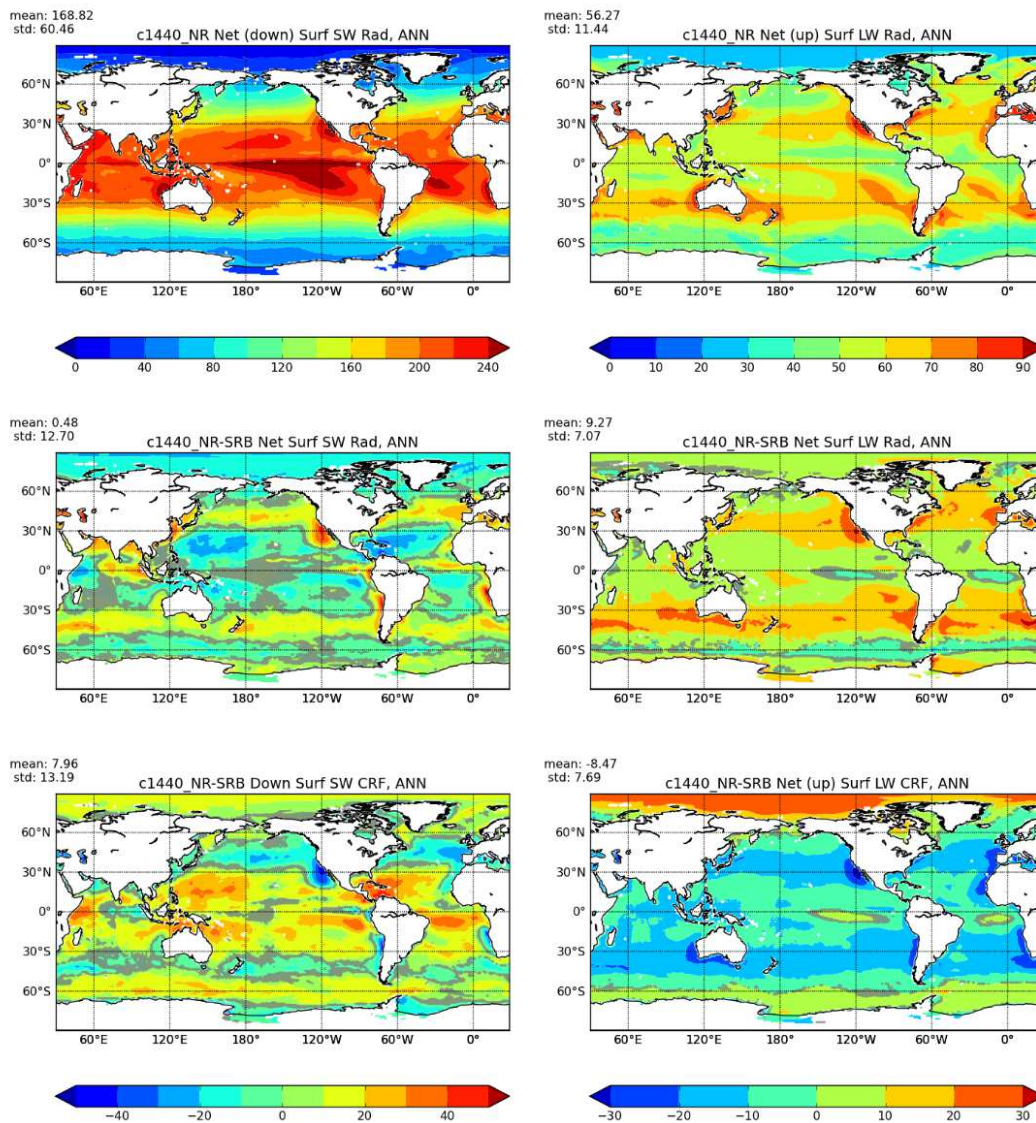 mean: 168.82
std: 60.46
c1440_NR Net (down) Surf SW Rad, ANN
60°N
30°N
0°
30°S
60°S
60°E 120°E 180° 120°W 60°W 0°
0 40 80 120 160 200 240
mean: 56.27
std: 11.44
c1440_NR Net (up) Surf LW Rad, ANN
60°N
30°N
0°
30°S
60°S
60°E 120°E 180° 120°W 60°W 0°
0 10 20 30 40 50 60 70 80 90
mean: 0.48
std: 12.70
c1440_NR-SRB Net Surf SW Rad, ANN
60°N
30°N
0°
30°S
60°S
60°E 120°E 180° 120°W 60°W 0°
mean: 9.27
std: 7.07
c1440_NR-SRB Net Surf LW Rad, ANN
60°N
30°N
0°
30°S
60°S
60°E 120°E 180° 120°W 60°W 0°
mean: 7.96
std: 13.19
c1440_NR-SRB Down Surf SW CRF, ANN
60°N
30°N
0°
30°S
60°S
60°E 120°E 180° 120°W 60°W 0°
−40 −20 0 20 40
mean: -8.47
std: 7.69
c1440_NR-SRB Net (up) Surf LW CRF, ANN
60°N
30°N
0°
30°S
60°S
60°E 120°E 180° 120°W 60°W 0°
−30 −20 −10 0 10 20 30